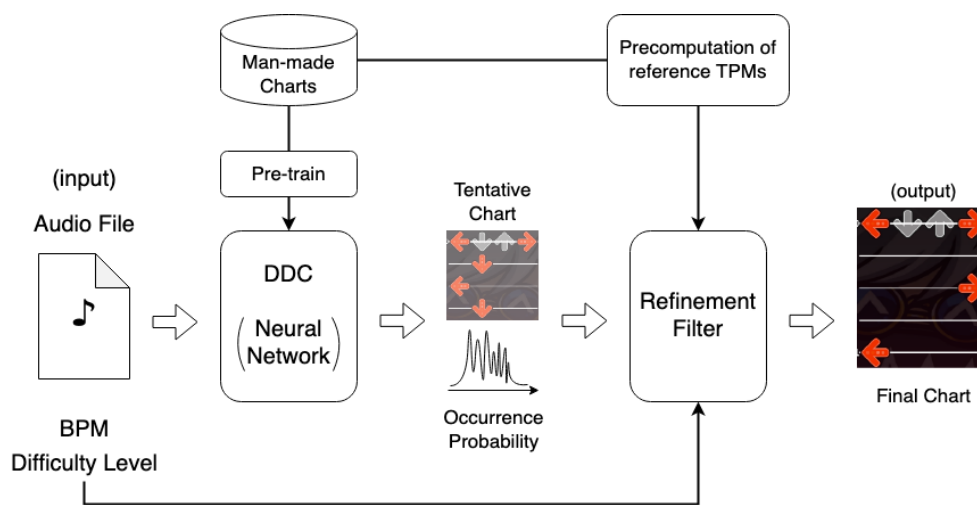 Man-made
Charts
Precomputation of
reference TPMs
Pre-train
(input)
Audio File
BPM
Difficulty Level
DDC
(Neural
Network)
Tentative
Chart
Occurrence
Probability
Refinement
Filter
(output)
Final Chart